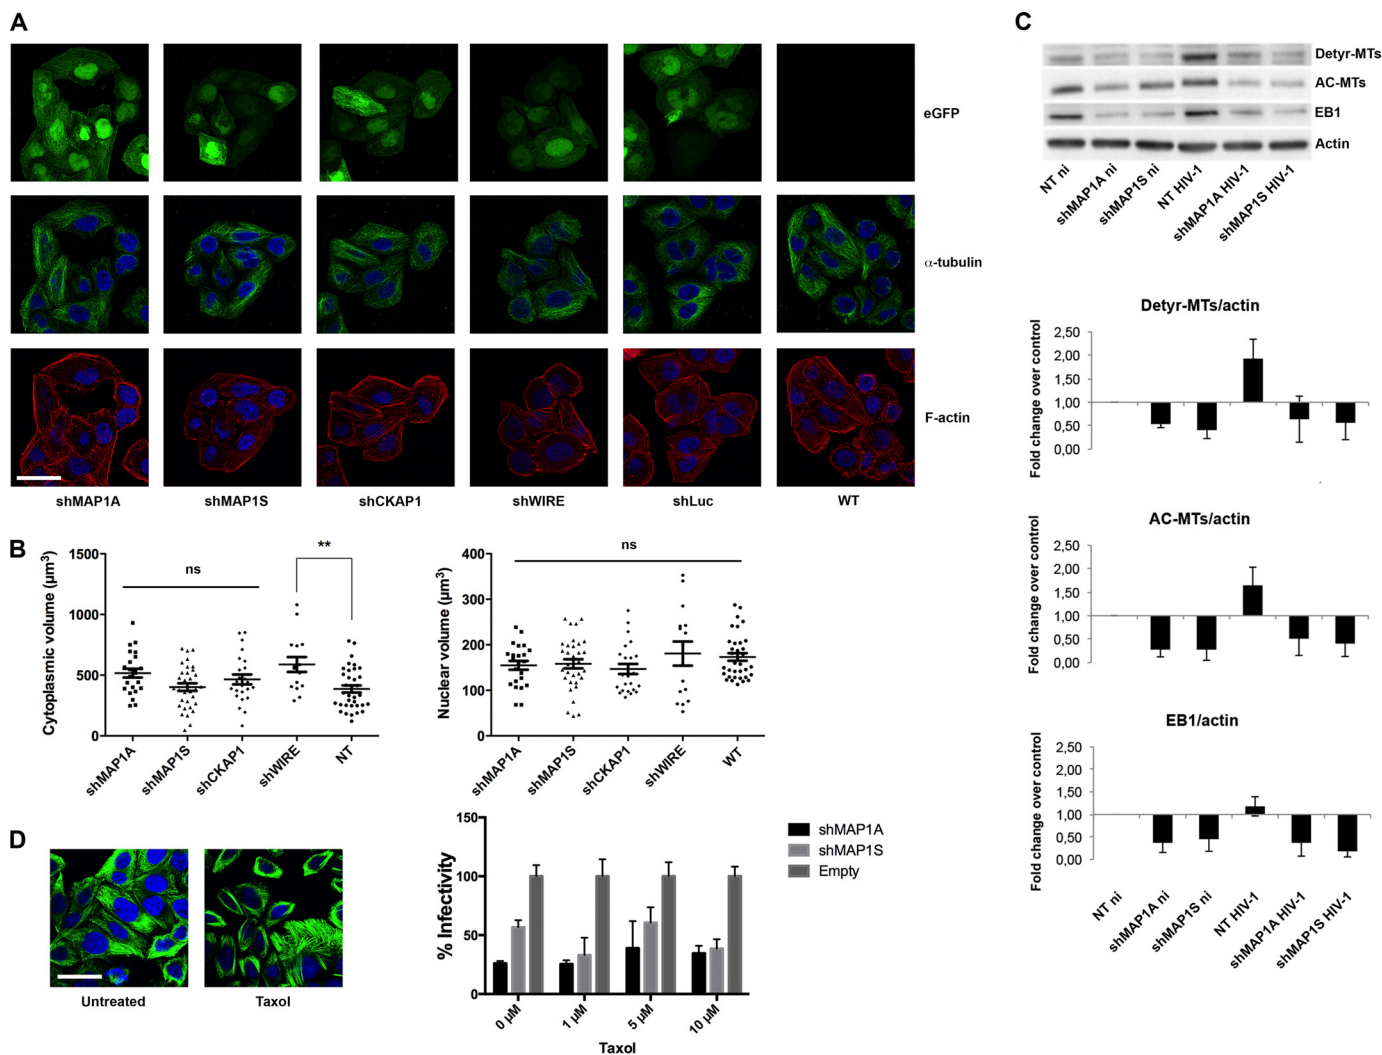 A
eGFP
α-tubulin
F-actin
shMAP1A shMAP1S shCKAP1 shWIRE shLuc WT
B
Cytoplasmic volume (µm³)
1500
1000
500
0
ns
**
shMAP1A shMAP1S shCKAP1 shWIRE NT
Nuclear volume (µm³)
400
300
200
100
0
ns
shMAP1A shMAP1S shCKAP1 shWIRE WT
C
Detyr-MTs
AC-MTs
EB1
Actin
NT ni shMAP1A ni shMAP1S ni NT HIV-1 shMAP1A HIV-1 shMAP1S HIV-1
Detyr-MTs/actin
Fold change over control
2,50
2,00
1,50
1,00
0,50
0,00
AC-MTs/actin
Fold change over control
2,50
2,00
1,50
1,00
0,50
0,00
EB1/actin
Fold change over control
2,50
2,00
1,50
1,00
0,50
0,00
NT ni shMAP1A ni shMAP1S ni NT HIV-1 shMAP1A HIV-1 shMAP1S HIV-1
D
Untreated Taxol
% Infectivity
150
100
50
0
0 µM 1 µM 5 µM 10 µM
Taxol
shMAP1A
shMAP1S
Empty